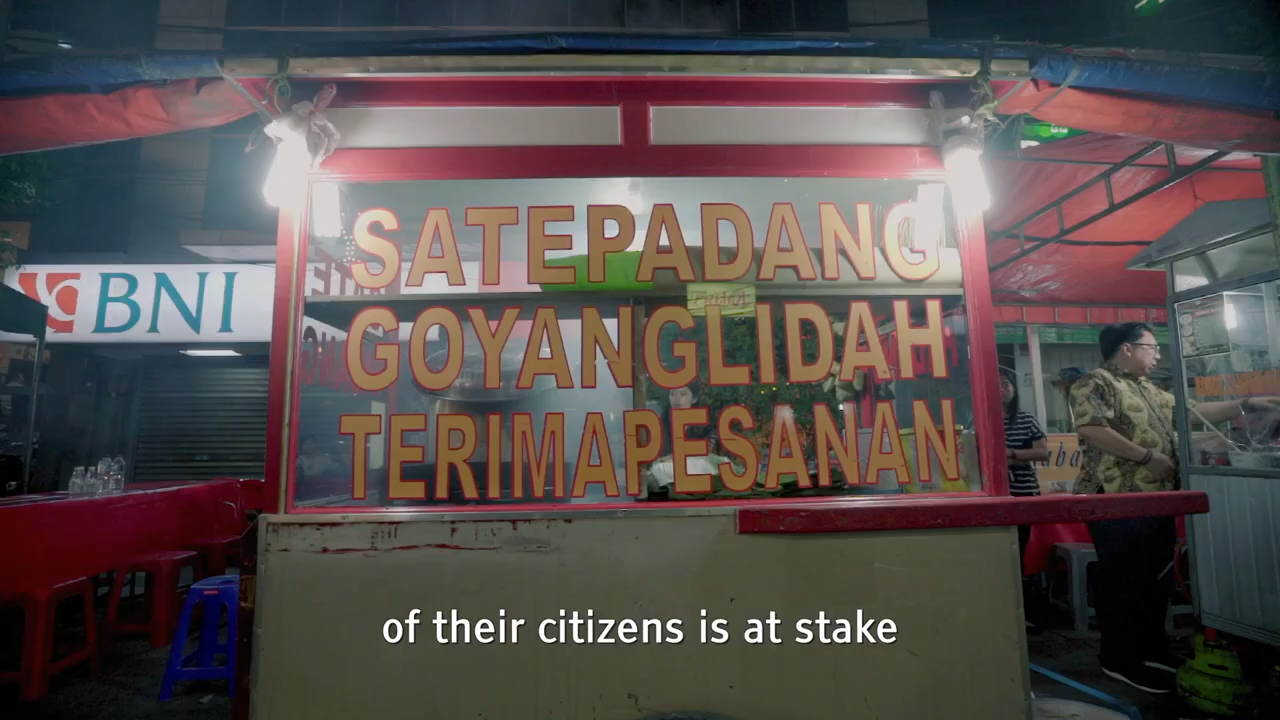 BNI
SATEPADANG
GOYANGLIDAH
TERIMAPESANAN
of their citizens is at stake